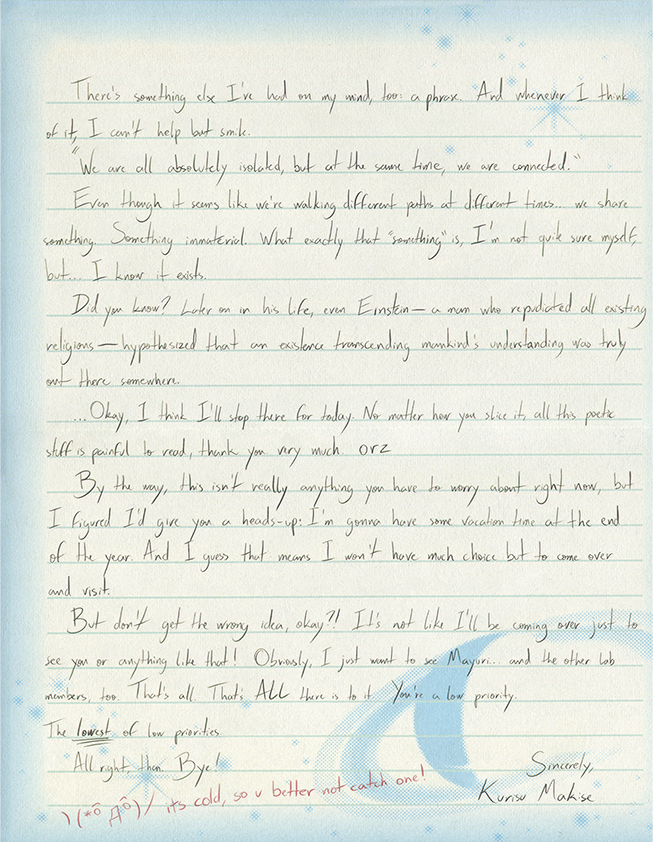 There's something else I've had on my mind, too: a phrase. And whenever I think
of it, I can't help but smile.
"We are all absolutely isolated, but at the same time, we are connected."
Even though it seems like we're walking different paths at different times... we share
something. Something immaterial. What exactly that "something" is, I'm not quite sure myself,
but... I know it exists.
Did you know? Later on in his life, even Einstein — a man who repudiated all existing
religions — hypothesized that an existence transcending mankind's understanding was truly
out there somewhere.
...Okay, I think I'll stop there for today. No matter how you slice it, all this poetic
stuff is painful to read, thank you very much orz
By the way, this isn't really anything you have to worry about right now, but
I figured I'd give you a heads-up: I'm gonna have some vacation time at the end
of the year. And I guess that means I won't have much choice but to come over
and visit.
But don't get the wrong idea, okay?! It's not like I'll be coming over just to
see you or anything like that! Obviously, I just want to see Mayuri... and the other lab
members, too. That's all. That's ALL there is to it. You're a low priority.
The lowest of low priorities.
All right, then. Bye!
Sincerely,
Kurisu Makise
ヽ(*ôДô)/ its cold, so u better not catch one!